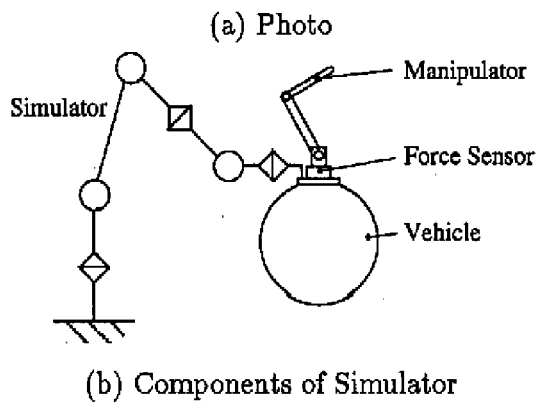 (a) Photo
Simulator
Manipulator
Force Sensor
Vehicle
(b) Components of Simulator